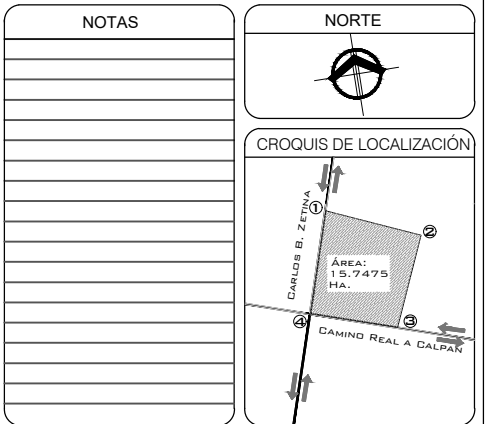 NOTAS
NORTE
CROQUIS DE LOCALIZACIÓN
CARLOS B. ZETINA
①
②
ÁREA:
15.7475
HA.
④
③
CAMINO REAL A CALPAN